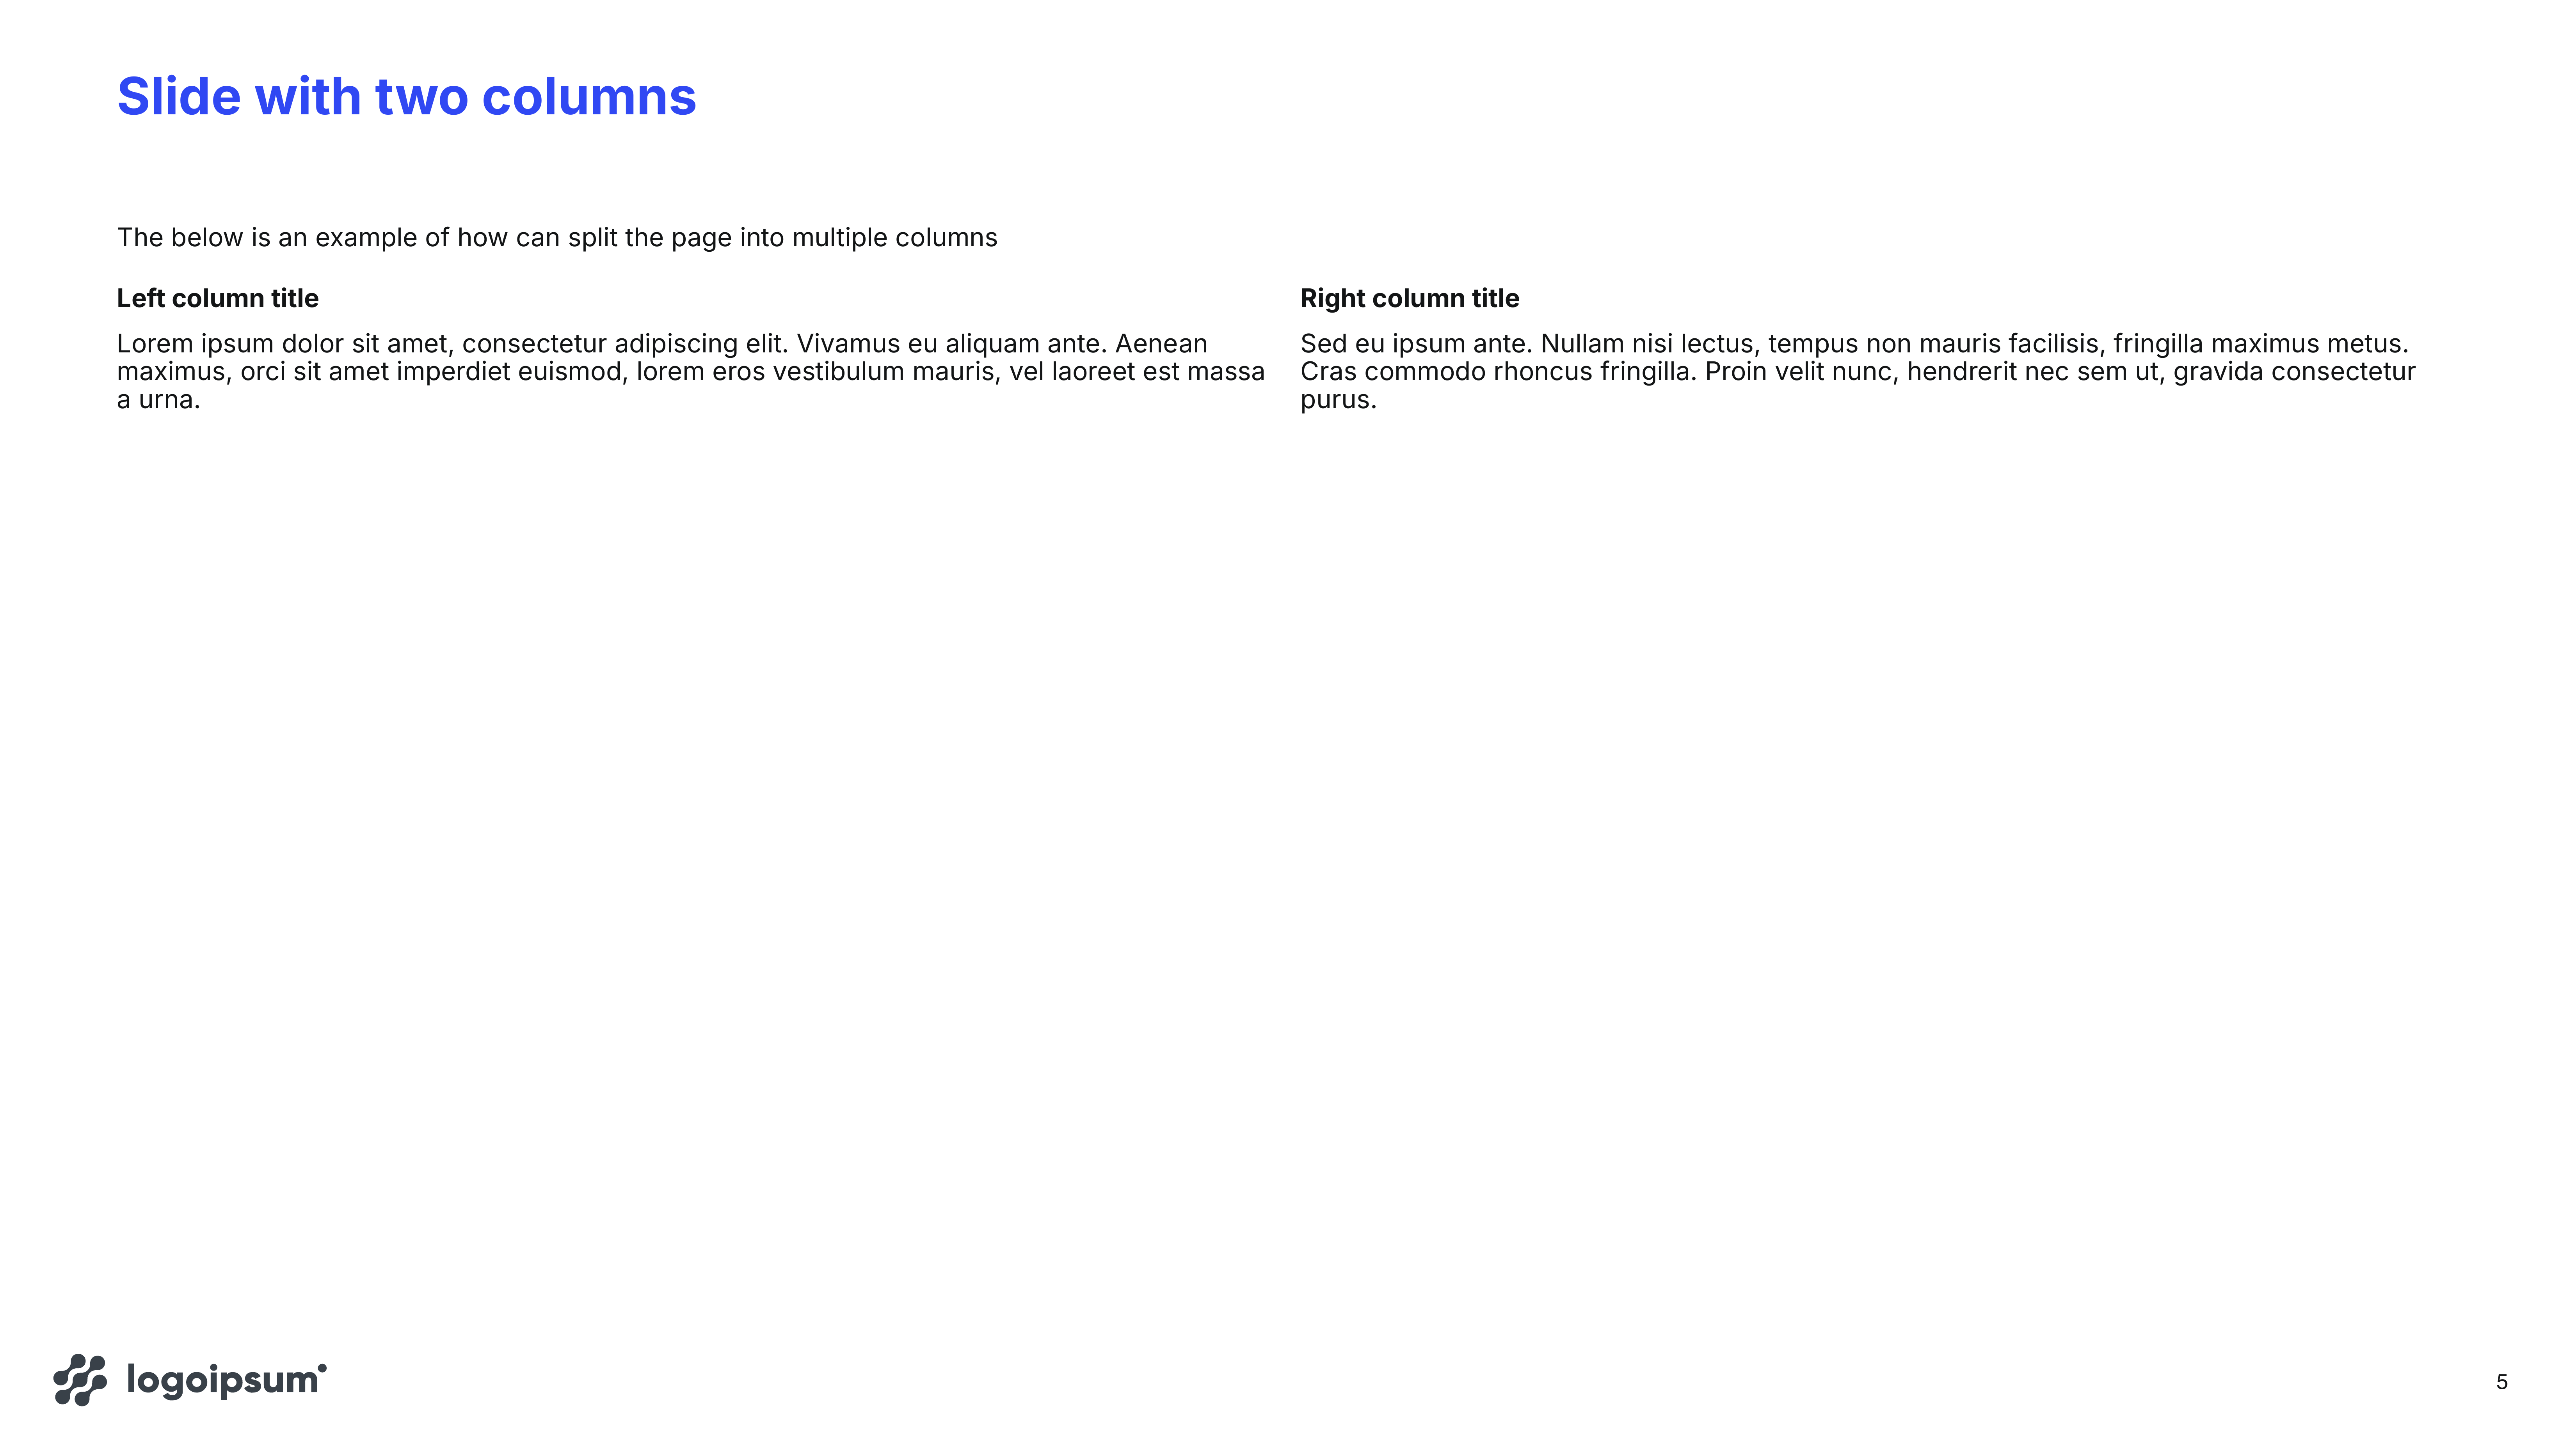 Slide with two columns
The below is an example of how can split the page into multiple columns
Left column title
Lorem ipsum dolor sit amet, consectetur adipiscing elit. Vivamus eu aliquam ante. Aenean
maximus, orci sit amet imperdiet euismod, lorem eros vestibulum mauris, vel laoreet est massa
a urna.
Right column title
Sed eu ipsum ante. Nullam nisi lectus, tempus non mauris facilisis, fringilla maximus metus.
Cras commodo rhoncus fringilla. Proin velit nunc, hendrerit nec sem ut, gravida consectetur
purus.
logoipsum
5